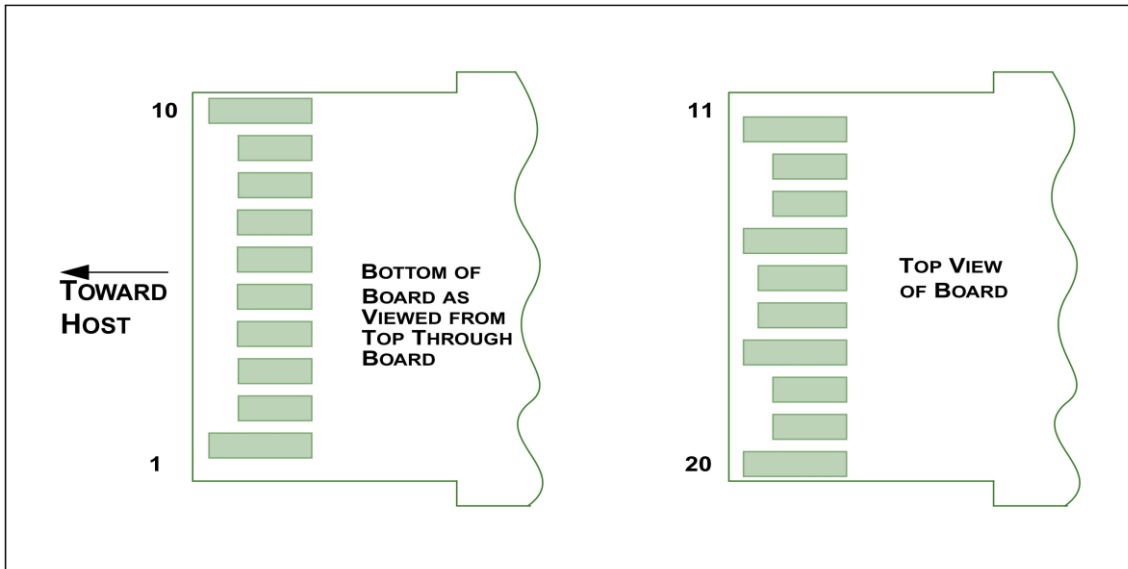 10
TOWARD
HOST
1
BOTTOM OF
BOARD AS
VIEWED FROM
TOP THROUGH
BOARD
11
TOP VIEW
OF BOARD
20